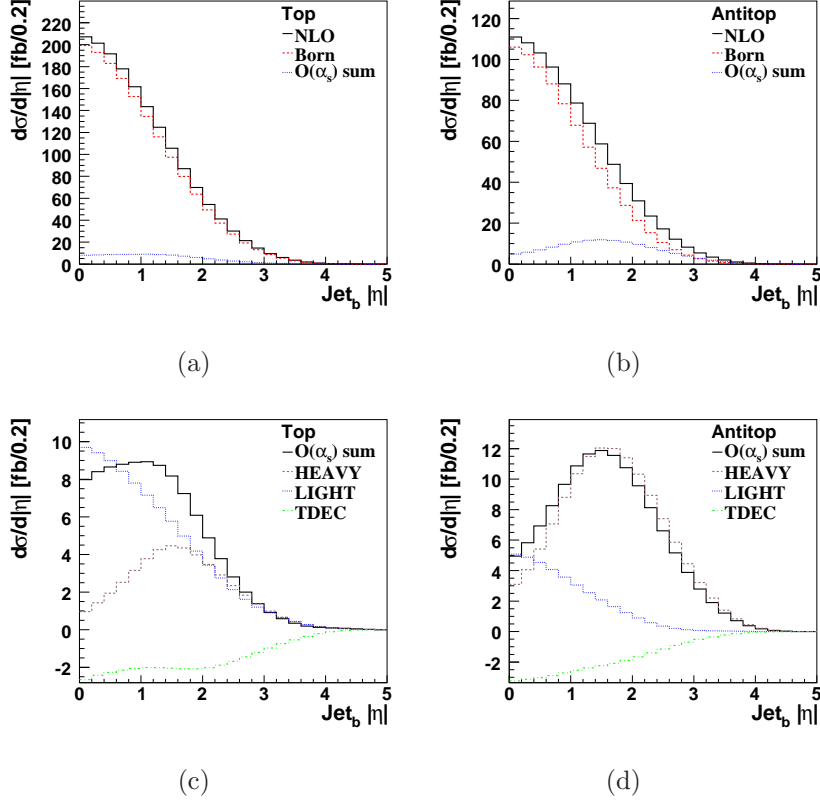 Top
NLO
Born
O(αs) sum
dσ/d|η| [fb/0.2]
220
200
180
160
140
120
100
80
60
40
20
0
0 1 2 3 4 5
Jetb |η|
(a)
Antitop
NLO
Born
O(αs) sum
dσ/d|η| [fb/0.2]
120
100
80
60
40
20
0
0 1 2 3 4 5
Jetb |η|
(b)
Top
O(αs) sum
HEAVY
LIGHT
TDEC
dσ/d|η| [fb/0.2]
10
8
6
4
2
0
-2
0 1 2 3 4 5
Jetb |η|
(c)
Antitop
O(αs) sum
HEAVY
LIGHT
TDEC
dσ/d|η| [fb/0.2]
12
10
8
6
4
2
0
-2
0 1 2 3 4 5
Jetb |η|
(d)